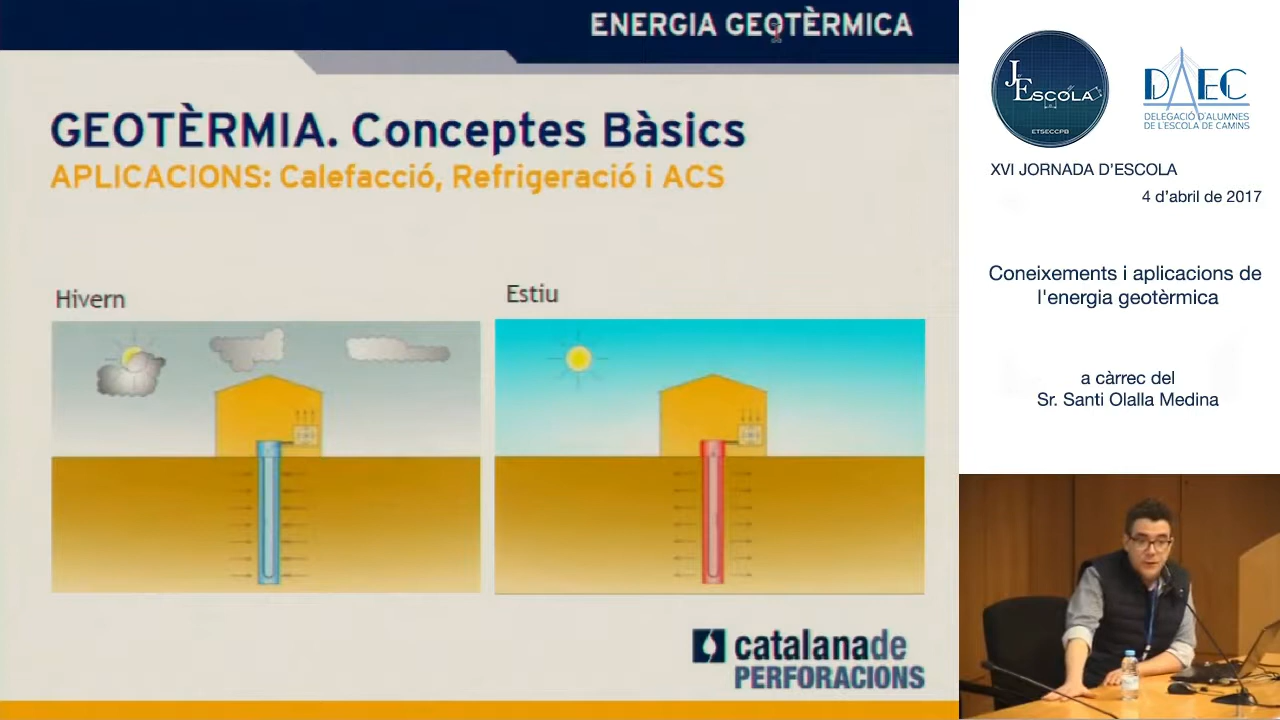 ENERGIA GEOTÈRMICA
GEOTÈRMIA. Conceptes Bàsics
APLICACIONS: Calefacció, Refrigeració i ACS
Hivern
Estiu
catalanade
PERFORACIONS
J Escola
ETSECCPB
DAEC
DELEGACIÓ D'ALUMNES
DE L'ESCOLA DE CAMINS
XVI JORNADA D'ESCOLA
4 d'abril de 2017
Coneixements i aplicacions de
l'energia geotèrmica
a càrrec del
Sr. Santi Olalla Medina